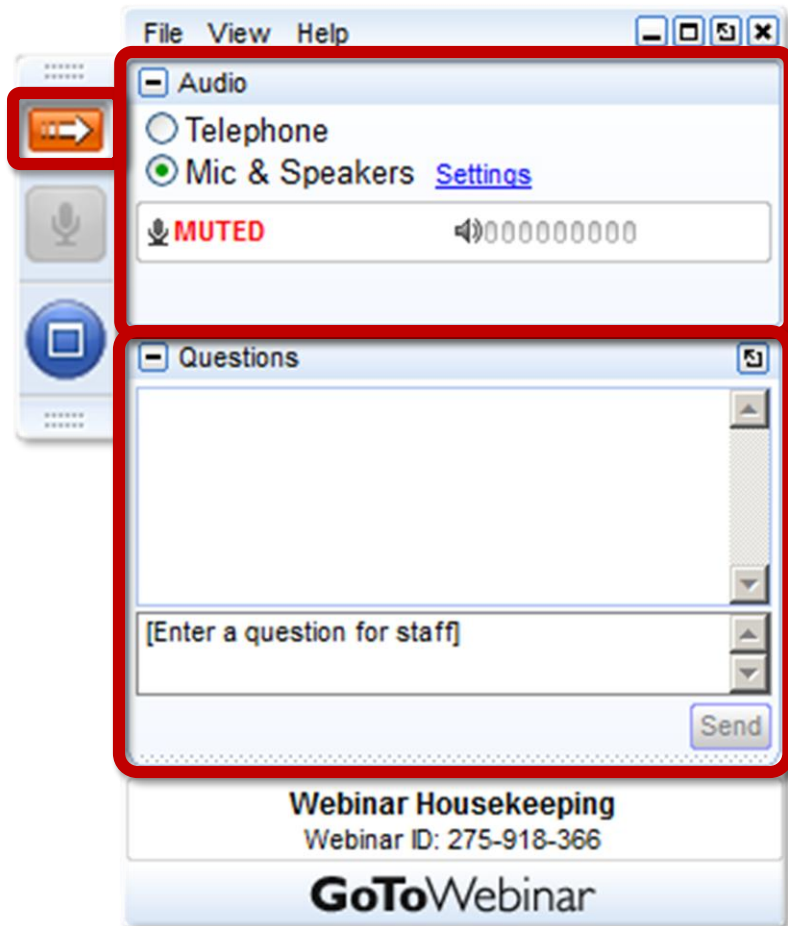 File View Help
Audio
Telephone
Mic & Speakers Settings
MUTED
Questions
[Enter a question for staff]
Send
Webinar Housekeeping
Webinar ID: 275-918-366
GoToWebinar